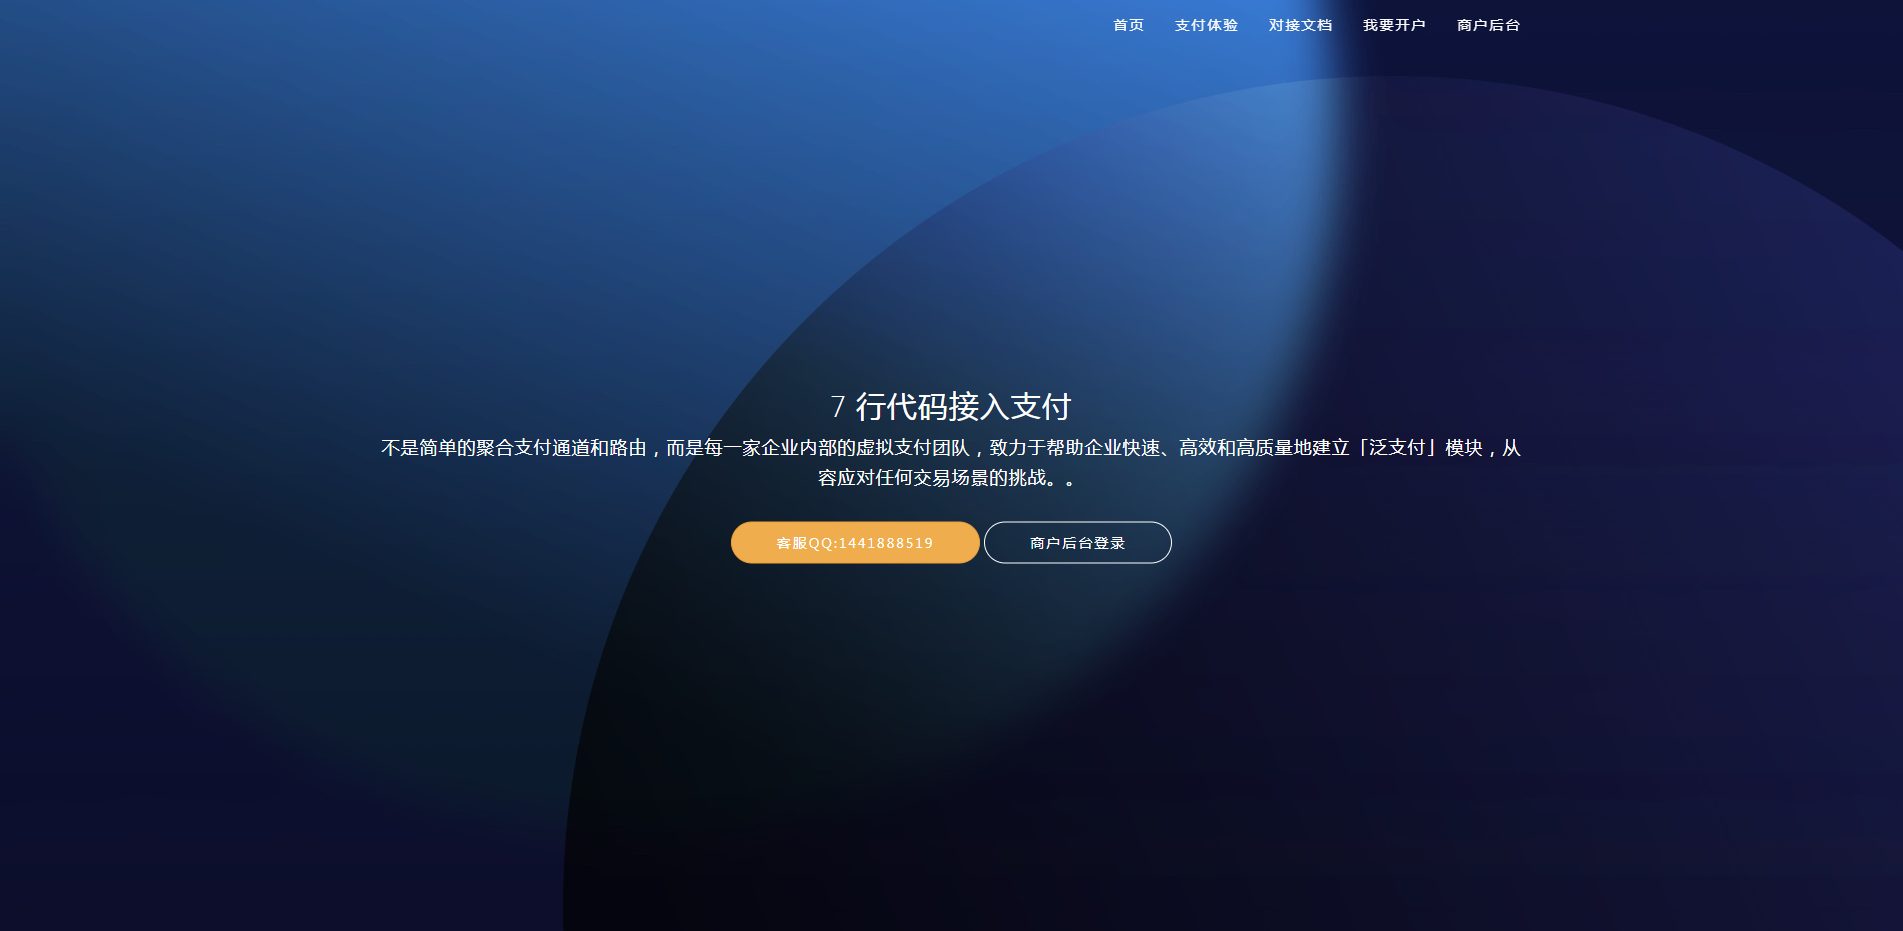 首页 支付体验 对接文档 我要开户 商户后台
7 行代码接入支付
不是简单的聚合支付通道和路由，而是每一家企业内部的虚拟支付团队，致力于帮助企业快速、高效和高质量地建立「泛支付」模块，从
容应对任何交易场景的挑战。。
客服QQ:1441888519 商户后台登录